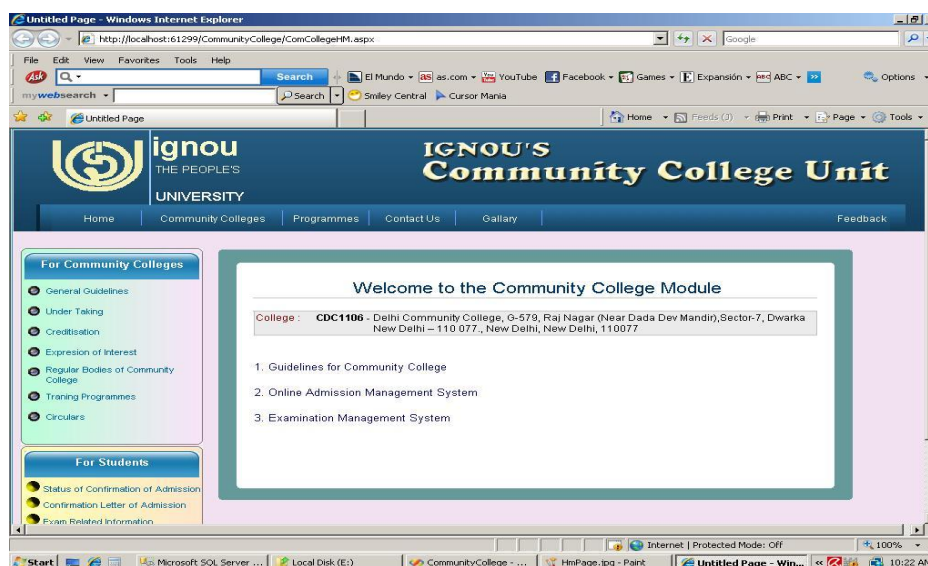 Untitled Page - Windows Internet Explorer
http://localhost:61299/CommunityCollege/ComCollegeHM.aspx
Google
File Edit View Favorites Tools Help
Ask
Search
El Mundo
as as.com
YouTube
Facebook
Games
E Expansión
ABC
Options
mywebsearch
Search
Smiley Central
Cursor Mania
Untitled Page
Home
Feeds (J)
Print
Page
Tools
ignou
THE PEOPLE'S
UNIVERSITY
IGNOU'S
Community College Unit
Home Community Colleges Programmes Contact Us Gallary Feedback
For Community Colleges
General Guidelines
Under Taking
Creditisation
Expresion of Interest
Regular Bodies of Community
College
Traning Programmes
Circulars
For Students
Status of Confirmation of Admission
Confirmation Letter of Admission
Exam Related Information
Welcome to the Community College Module
College : CDC1106 - Delhi Community College, G-579, Raj Nagar (Near Dada Dev Mandir),Sector-7, Dwarka
New Delhi – 110 077., New Delhi, New Delhi, 110077
1. Guidelines for Community College
2. Online Admission Management System
3. Examination Management System
Internet | Protected Mode: Off
100%
Start
Microsoft SQL Server ...
Local Disk (E:)
CommunityCollege - ...
HmPage.jpg - Paint
Untitled Page - Win...
10:22 AM